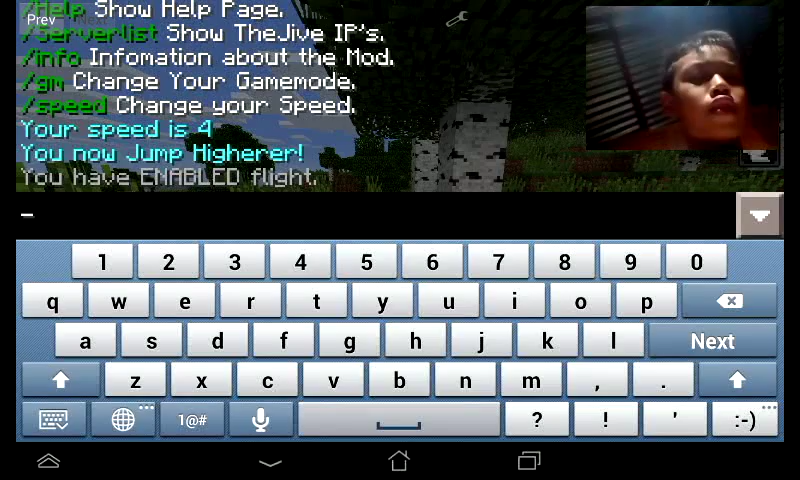 /Help Show Help Page.
Prev Next
/Serverlist Show TheJive IP's.
/info Infomation about the Mod.
/gm Change Your Gamemode.
/speed Change your Speed.
Your speed is 4
You now Jump Higherer!
You have ENABLED flight.
_
1 2 3 4 5 6 7 8 9 0
q w e r t y u i o p
a s d f g h j k l Next
z x c v b n m , .
1@# ? ! ' :-)